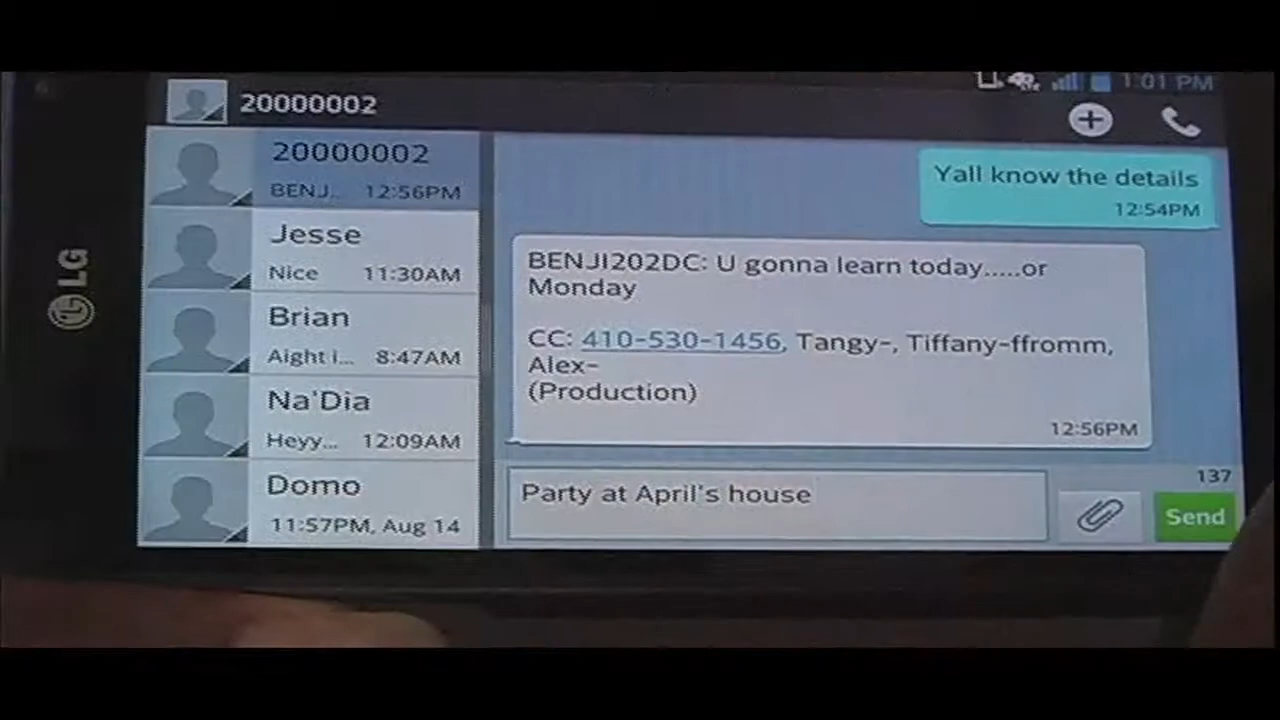 LG
1:01 PM
20000002
20000002
BENJ... 12:56PM
Jesse
Nice 11:30AM
Brian
Aight i... 8:47AM
Na'Dia
Heyy... 12:09AM
Domo
11:57PM, Aug 14
Yall know the details
12:54PM
BENJI202DC: U gonna learn today.....or
Monday
CC: 410-530-1456, Tangy-, Tiffany-ffromm,
Alex-
(Production)
12:56PM
137
Party at April's house
Send